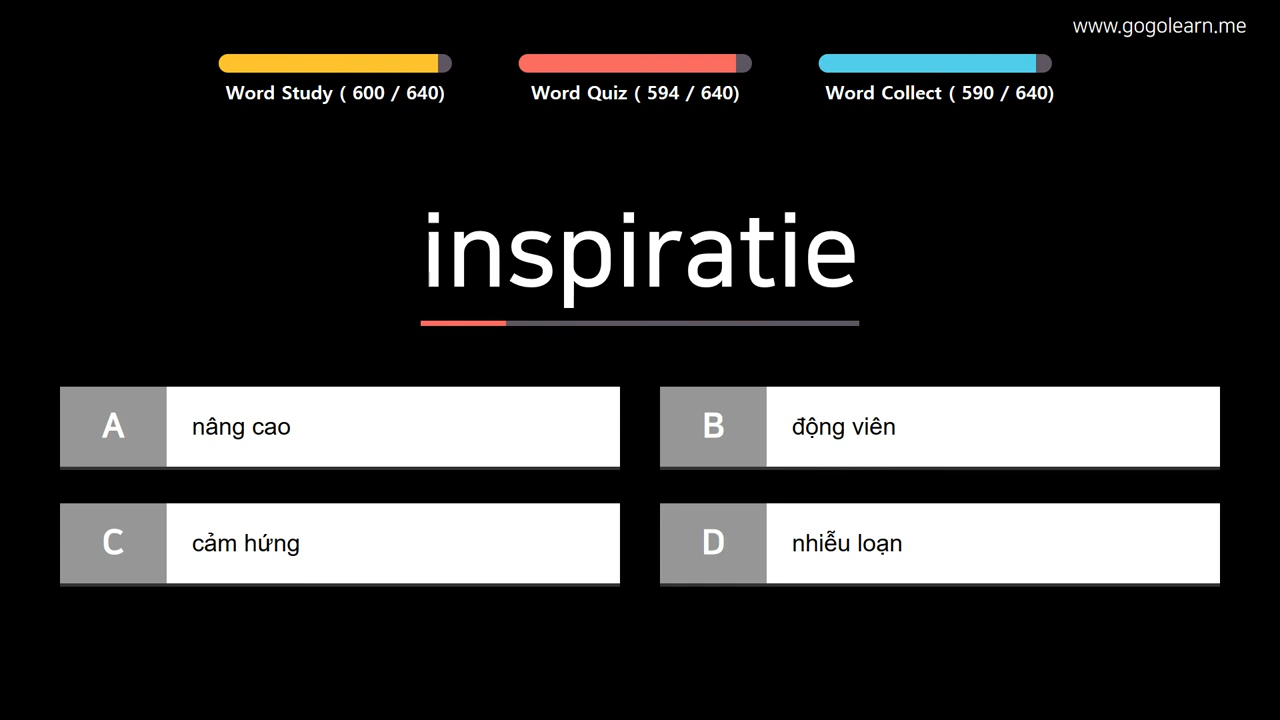 www.gogolearn.me
Word Study ( 600 / 640)
Word Quiz ( 594 / 640)
Word Collect ( 590 / 640)
inspiratie
A nâng cao
B động viên
C cảm hứng
D nhiễu loạn